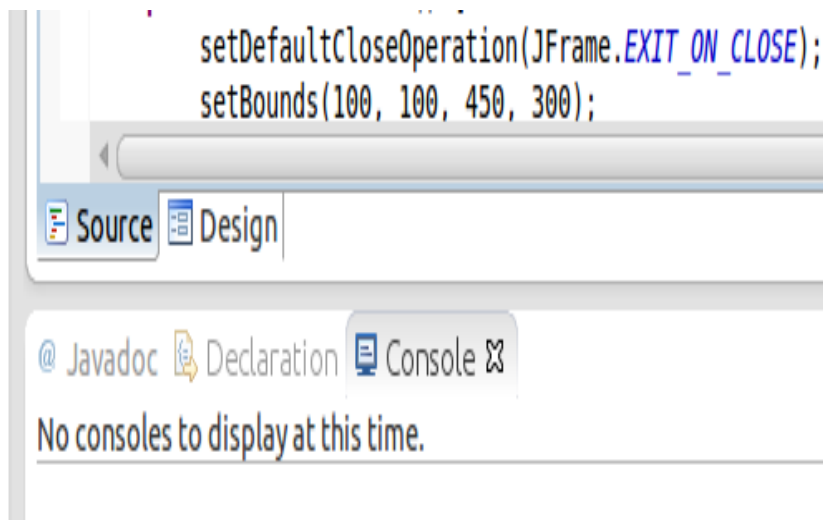 setDefaultCloseOperation(JFrame.EXIT_ON_CLOSE);
setBounds(100, 100, 450, 300);
Source Design
@ Javadoc Declaration Console
No consoles to display at this time.